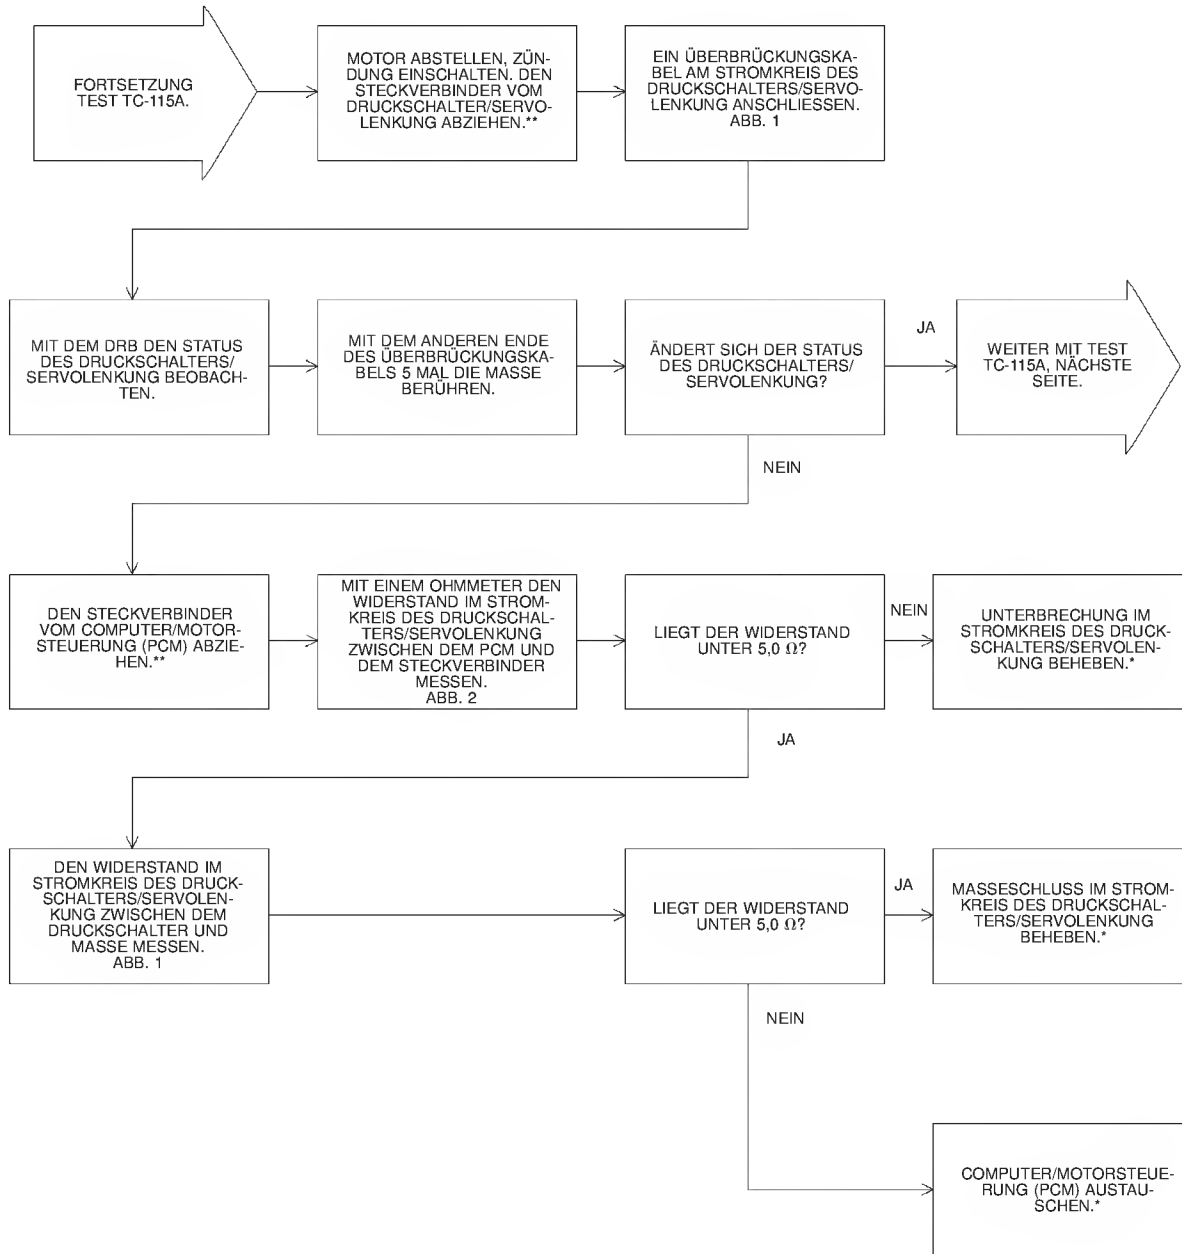 FORTSETZUNG
TEST TC-115A.
MOTOR ABSTELLEN, ZÜN-
DUNG EINSCHALTEN. DEN
STECKVERBINDER VOM
DRUCKSCHALTER/SERVO-
LENKUNG ABZIEHEN.**
EIN ÜBERBRÜCKUNGSKA-
BEL AM STROMKREIS DES
DRUCKSCHALTERS/SERVO-
LENKUNG ANSCHLIESSEN.
ABB. 1
MIT DEM DRB DEN STATUS
DES DRUCKSCHALTERS/
SERVOLENKUNG BEOBACH-
TEN.
MIT DEM ANDEREN ENDE
DES ÜBERBRÜCKUNGSKA-
BELS 5 MAL DIE MASSE
BERÜHREN.
ÄNDERT SICH DER STATUS
DES DRUCKSCHALTERS/
SERVOLENKUNG?
JA
WEITER MIT TEST
TC-115A, NÄCHSTE
SEITE.
NEIN
DEN STECKVERBINDER
VOM COMPUTER/MOTOR-
STEUERUNG (PCM) ABZIE-
HEN.**
MIT EINEM OHMMETER DEN
WIDERSTAND IM STROM-
KREIS DES DRUCKSCHAL-
TERS/SERVOLENKUNG
ZWISCHEN DEM PCM UND
DEM STECKVERBINDER
MESSEN.
ABB. 2
LIEGT DER WIDERSTAND
UNTER 5,0 Ω?
NEIN
UNTERBRECHUNG IM
STROMKREIS DES DRUCK-
SCHALTERS/SERVOLEN-
KUNG BEHEBEN.*
JA
DEN WIDERSTAND IM
STROMKREIS DES DRUCK-
SCHALTERS/SERVOLEN-
KUNG ZWISCHEN DEM
DRUCKSCHALTER UND
MASSE MESSEN.
ABB. 1
LIEGT DER WIDERSTAND
UNTER 5,0 Ω?
JA
MASSESCHLUSS IM STROM-
KREIS DES DRUCKSCHAL-
TERS/SERVOLENKUNG
BEHEBEN.*
NEIN
COMPUTER/MOTORSTEUE-
RUNG (PCM) AUSTAU-
SCHEN.*